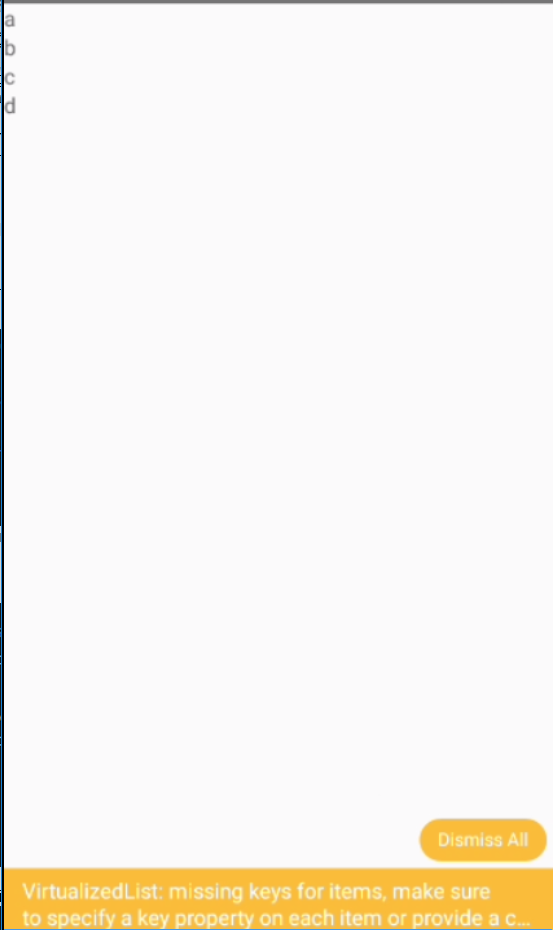 a
b
c
d
Dismiss All
VirtualizedList: missing keys for items, make sure
to specify a key property on each item or provide a c...